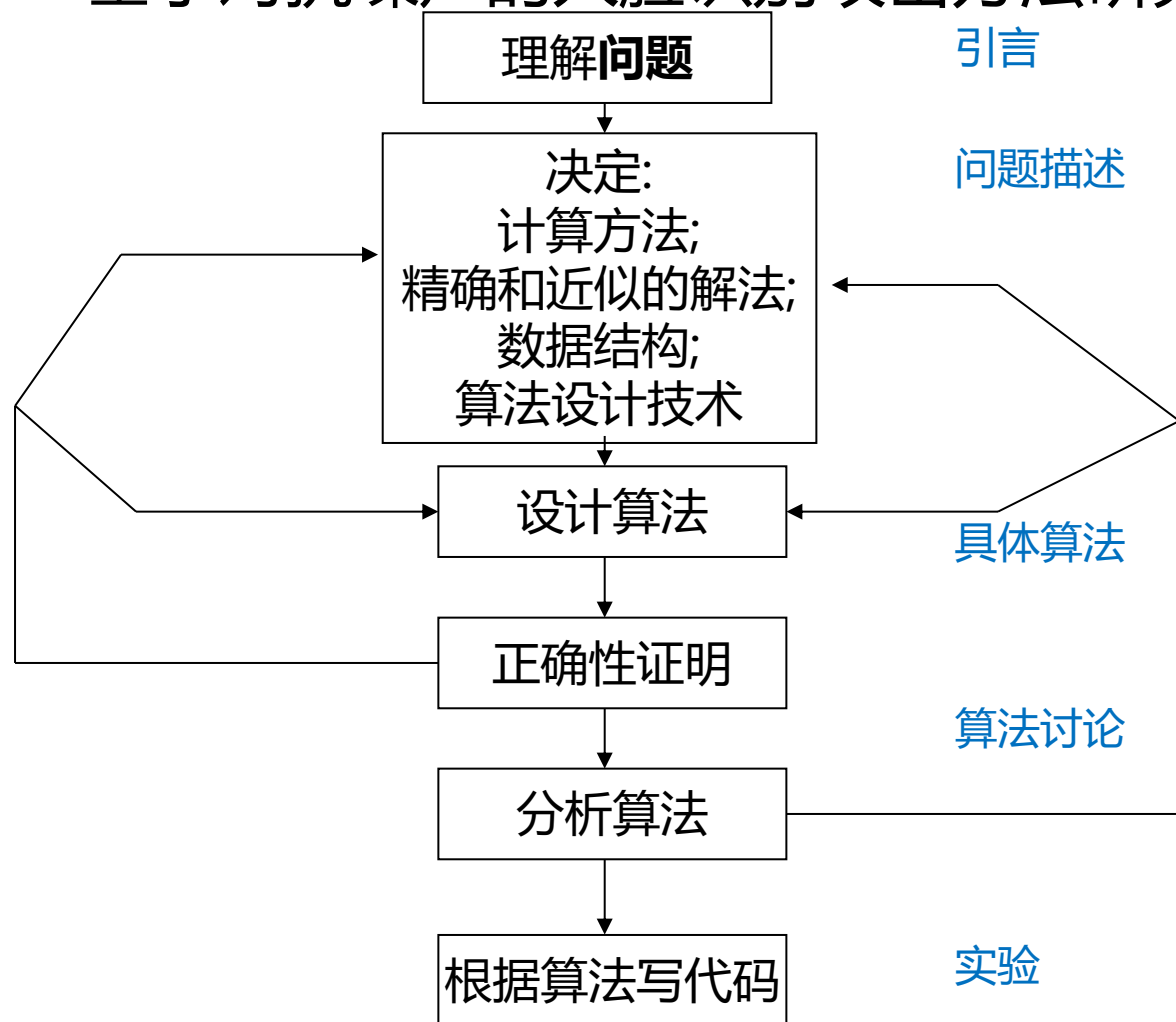 理解问题
引言
决定:
问题描述
计算方法;
精确和近似的解法;
数据结构;
算法设计技术
设计算法
具体算法
正确性证明
算法讨论
分析算法
根据算法写代码
实验